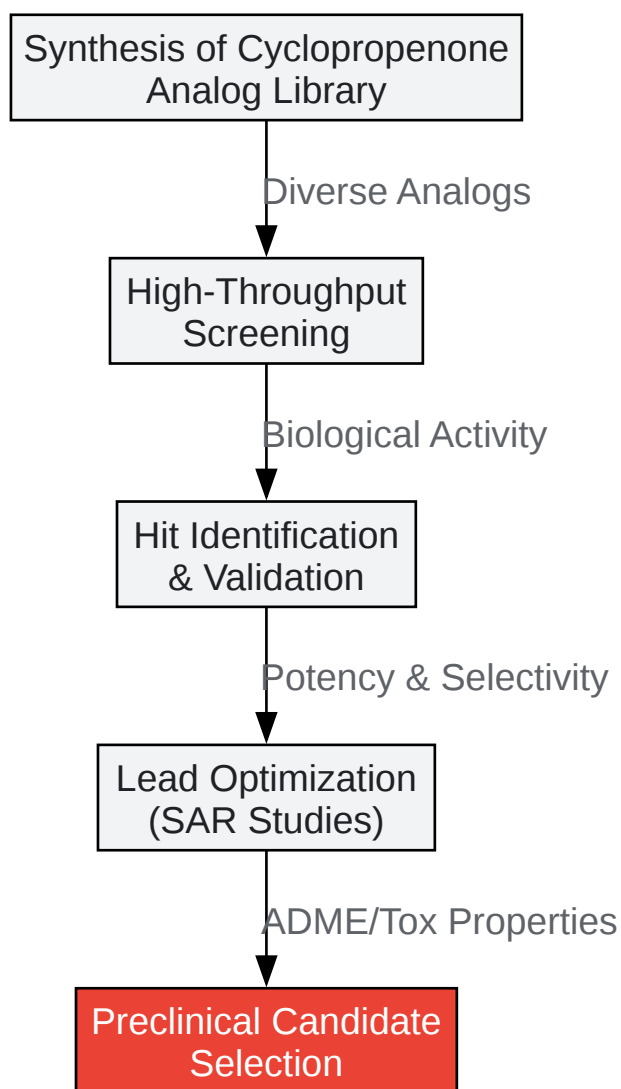 Synthesis of Cyclopropenone
Analog Library
Diverse Analogs
High-Throughput
Screening
Biological Activity
Hit Identification
& Validation
Potency & Selectivity
Lead Optimization
(SAR Studies)
ADME/Tox Properties
Preclinical Candidate
Selection